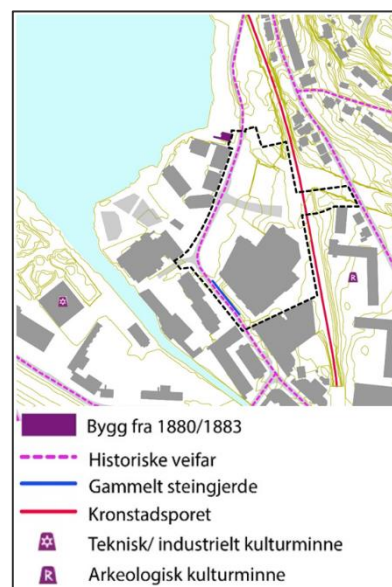 Bygg fra 1880/1883
Historiske veifar
Gammelt steingjerde
Kronstadsporet
Teknisk/ industrielt kulturminne
R Arkeologisk kulturminne